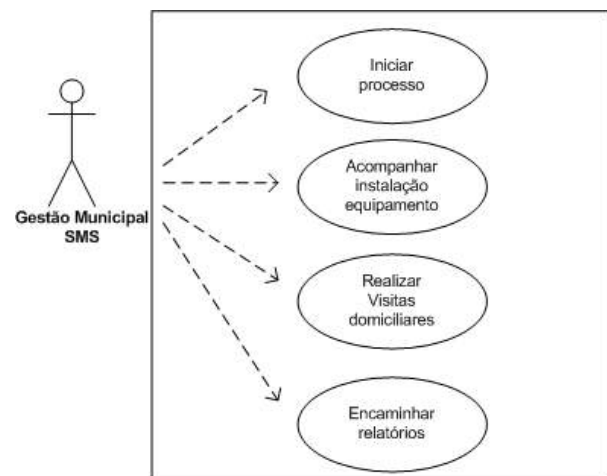 Iniciar
processo
Acompanhar
instalação
equipamento
Gestão Municipal
SMS
Realizar
Visitas
domiciliares
Encaminhar
relatórios